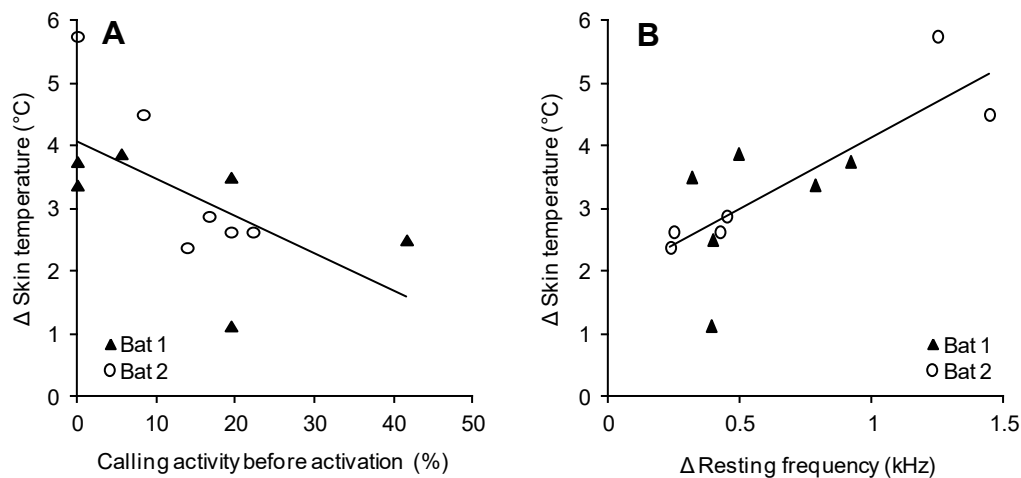 A
6
5
4
3
2
1
0
Δ Skin temperature (°C)
Bat 1
Bat 2
0
10
20
30
40
50
Calling activity before activation (%)
B
6
5
4
3
2
1
0
Δ Skin temperature (°C)
Bat 1
Bat 2
0
0.5
1
1.5
Δ Resting frequency (kHz)